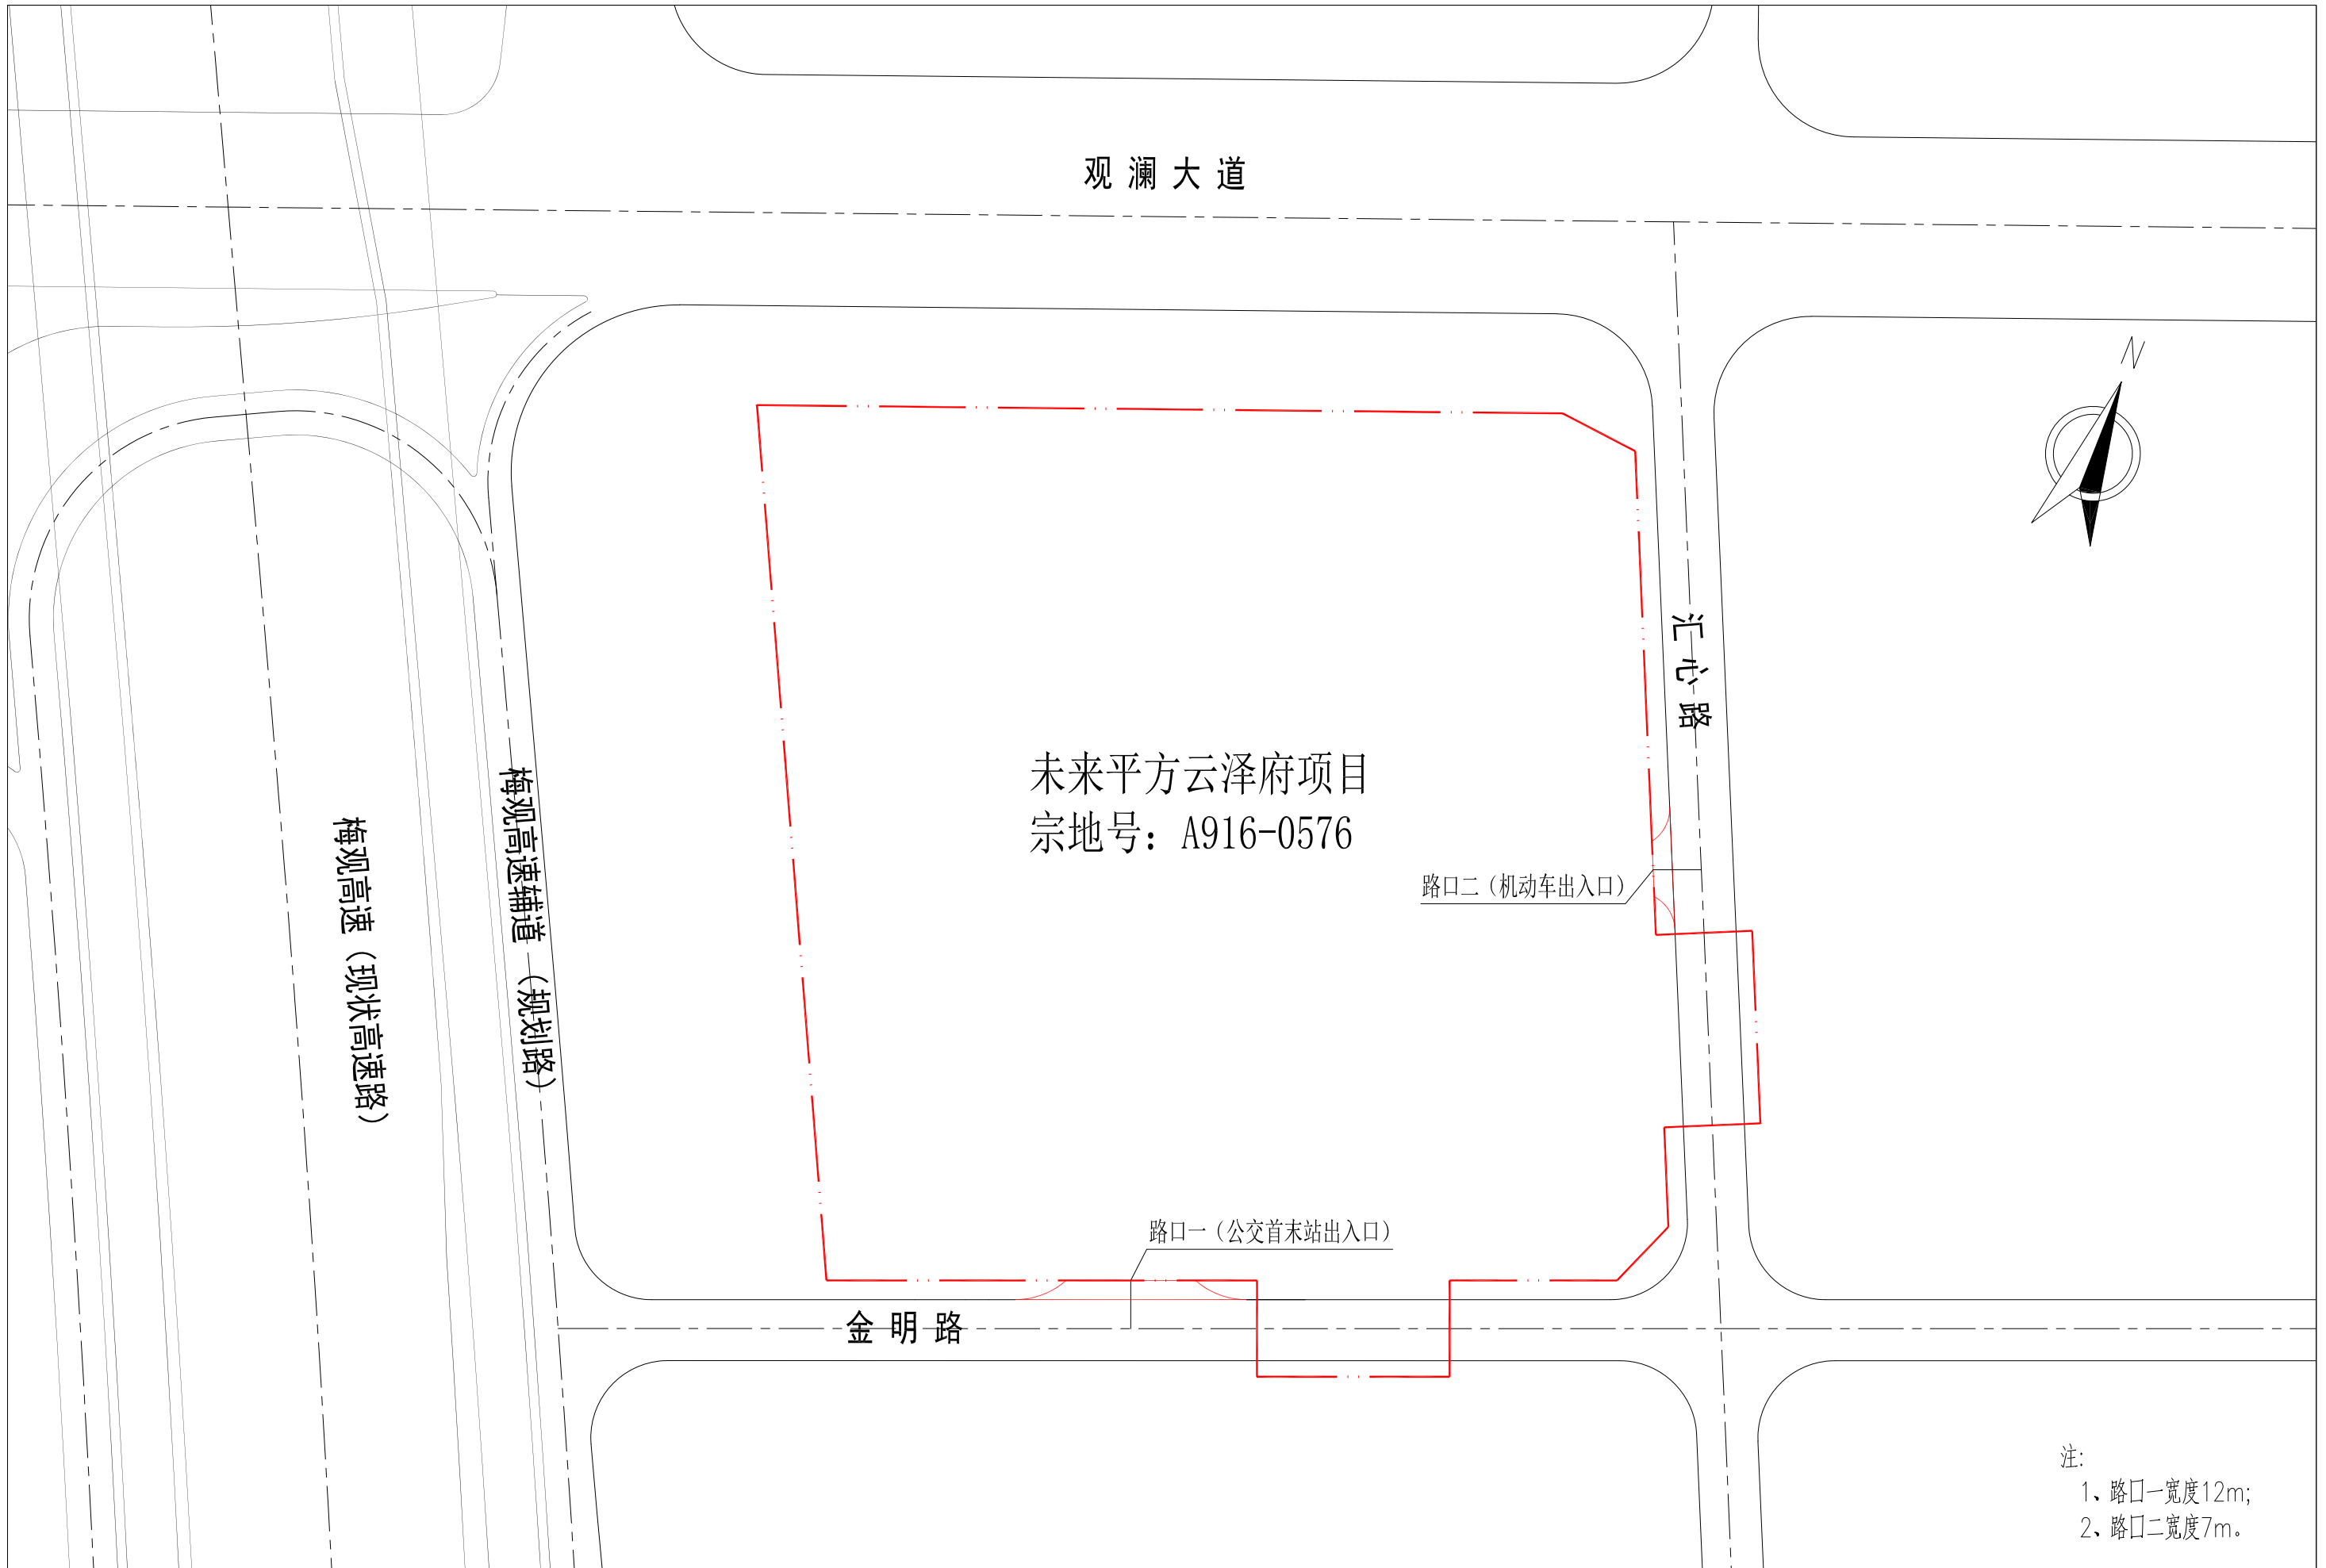 观澜大道
N
汇心路
未来平方云泽府项目
宗地号：A916-0576
梅观高速（现状高速路）
梅观高速辅道（规划路）
路口二（机动车出入口）
路口一（公交首末站出入口）
金明路
注：
1、路口一宽度12m;
2、路口二宽度7m。